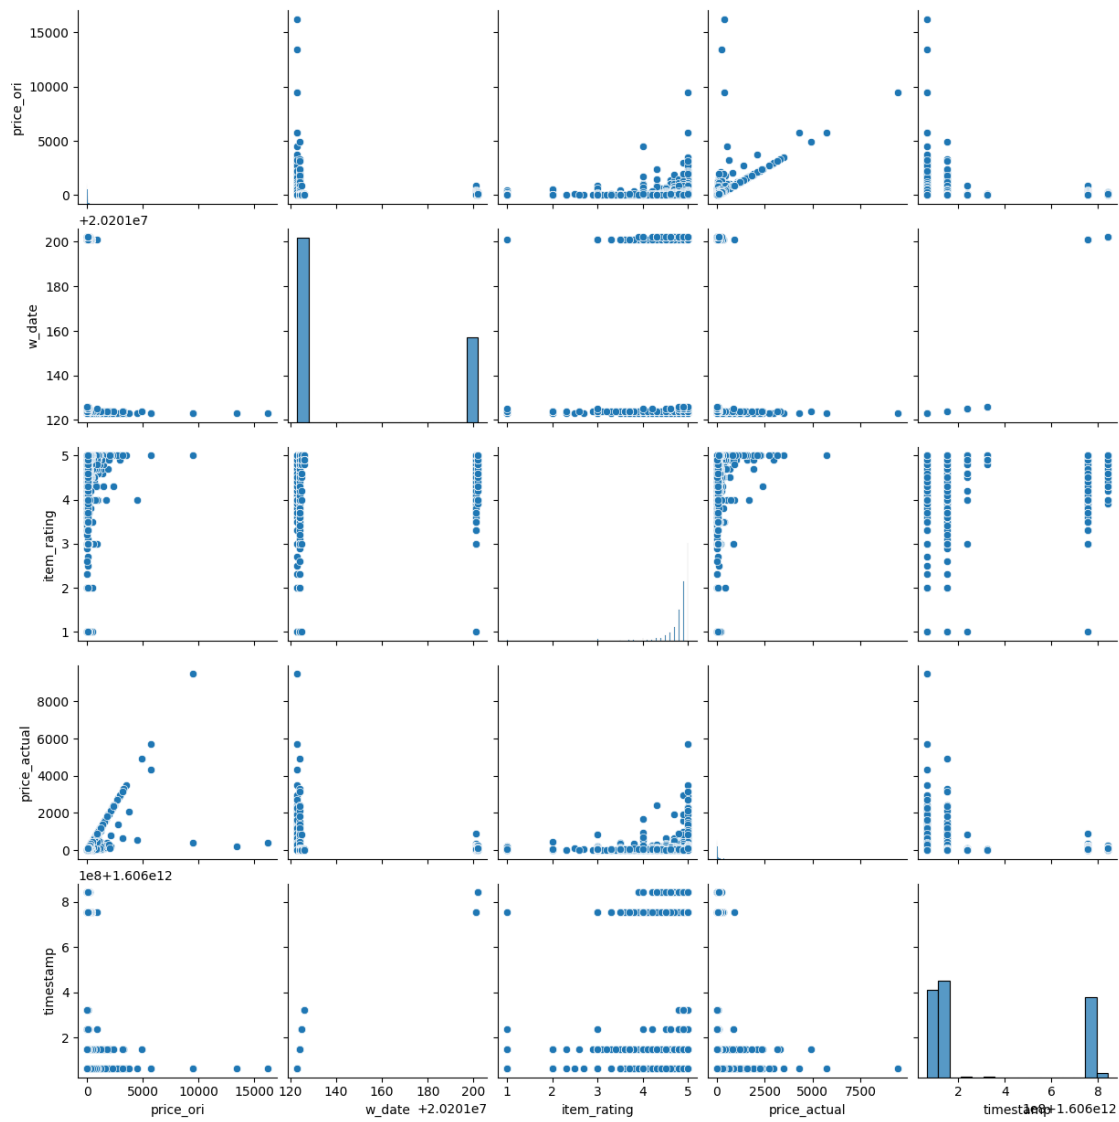 15000
10000
5000
0
price_ori
+2.0201e7
200
180
160
140
120
w_date
5
4
3
2
1
item_rating
8000
6000
4000
2000
0
price_actual
1e8+1.606e12
8
6
4
2
timestamp
0 5000 10000 15000 120 140 160 180 200 1 2 3 4 5 0 2500 5000 7500 2 4 6 8
price_ori w_date +2.0201e7 item_rating price_actual timestamp 1e8+1.606e12